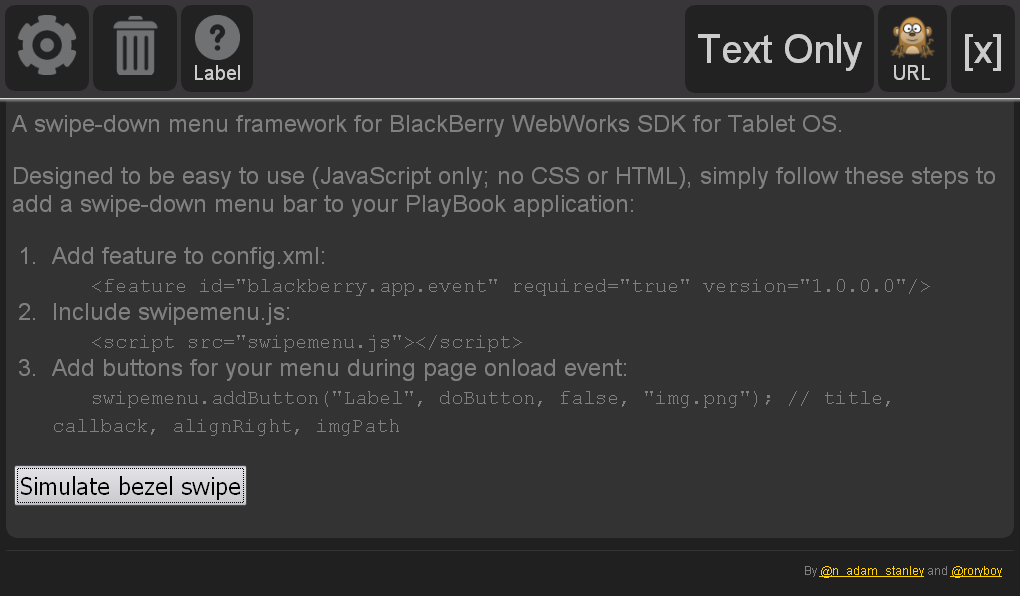 ?
Label
Text Only
URL
[x]
A swipe-down menu framework for BlackBerry WebWorks SDK for Tablet OS.
Designed to be easy to use (JavaScript only; no CSS or HTML), simply follow these steps to
add a swipe-down menu bar to your PlayBook application:
1. Add feature to config.xml:
<feature id="blackberry.app.event" required="true" version="1.0.0.0"/>
2. Include swipemenu.js:
<script src="swipemenu.js"></script>
3. Add buttons for your menu during page onload event:
swipemenu.addButton("Label", doButton, false, "img.png"); // title,
callback, alignRight, imgPath
Simulate bezel swipe
By @n_adam_stanley and @roryboy